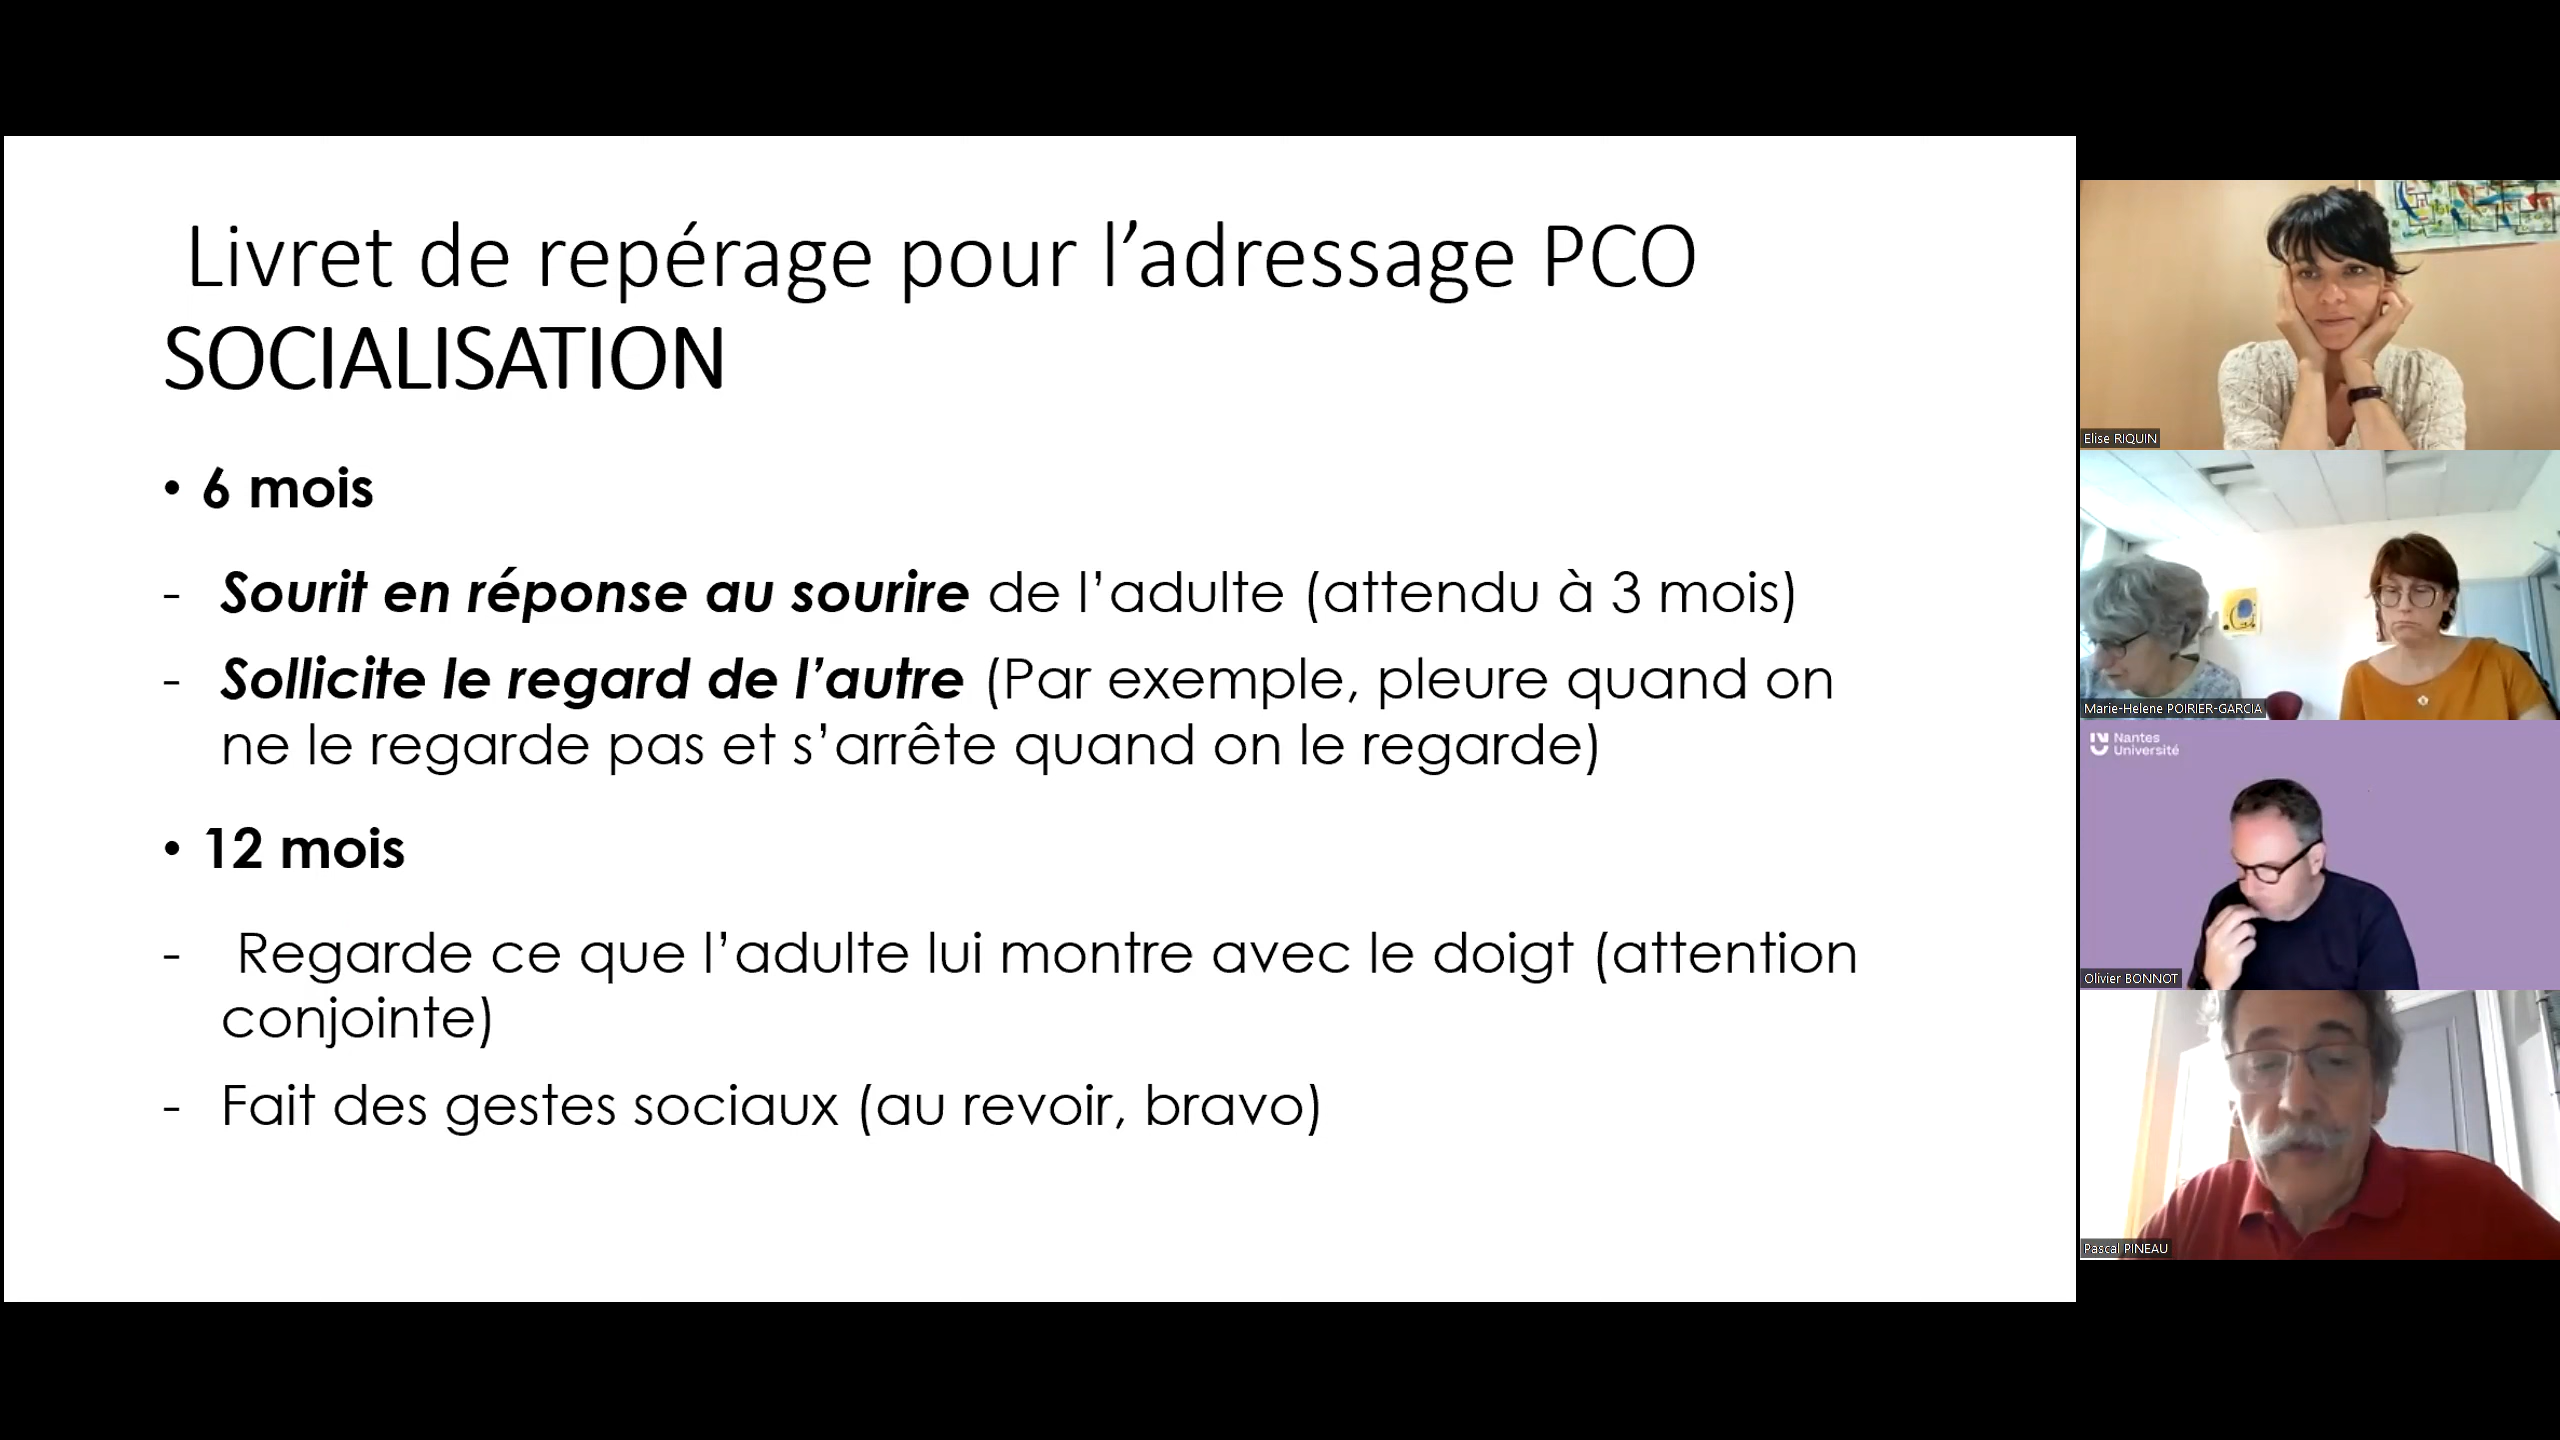 Livret de repérage pour l’adressage PCO
SOCIALISATION
• 6 mois
- Sourit en réponse au sourire de l’adulte (attendu à 3 mois)
- Sollicite le regard de l’autre (Par exemple, pleure quand on
ne le regarde pas et s’arrête quand on le regarde)
• 12 mois
- Regarde ce que l’adulte lui montre avec le doigt (attention
conjointe)
- Fait des gestes sociaux (au revoir, bravo)
Elise RIQUIN
Marie-Helene POIRIER-GARCIA
Nantes
Université
Olivier BONNOT
Pascal PINEAU